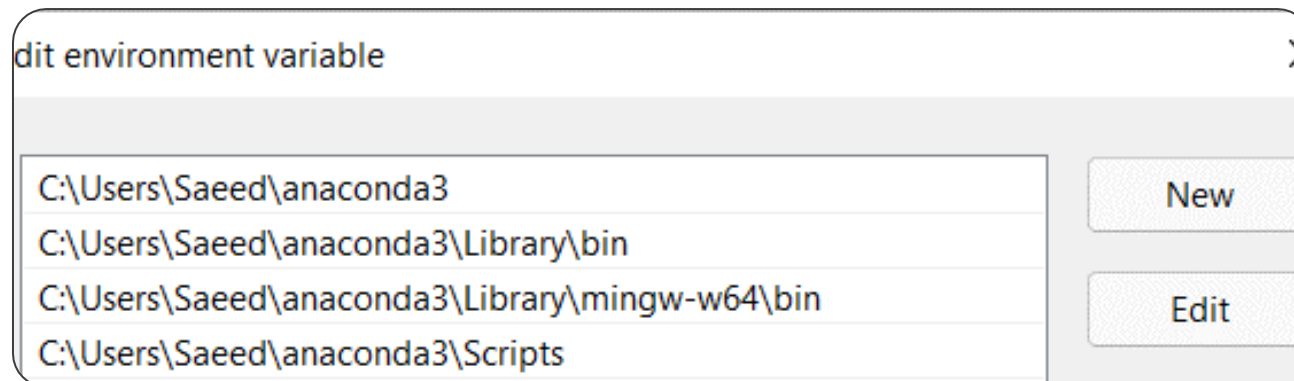 dit environment variable
C:\Users\Saeed\anaconda3
New
C:\Users\Saeed\anaconda3\Library\bin
C:\Users\Saeed\anaconda3\Library\mingw-w64\bin
Edit
C:\Users\Saeed\anaconda3\Scripts